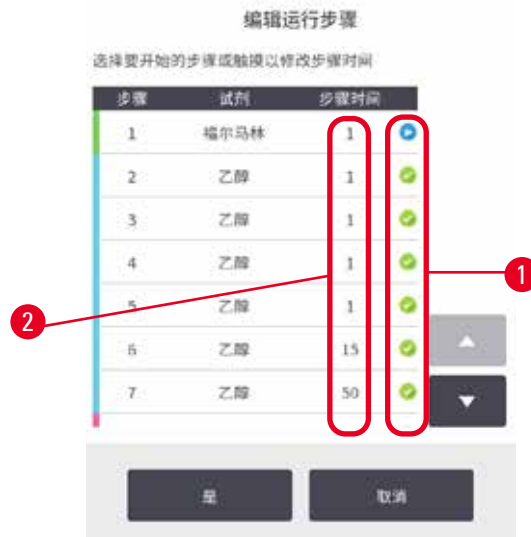 编辑运行步骤
选择要开始的步骤或触摸以修改步骤时间
步骤 试剂 步骤时间
1 福尔马林 1
2 乙醇 1
3 乙醇 1
4 乙醇 1
1
5 乙醇 1
2
6 乙醇 15
7 乙醇 50
是 取消